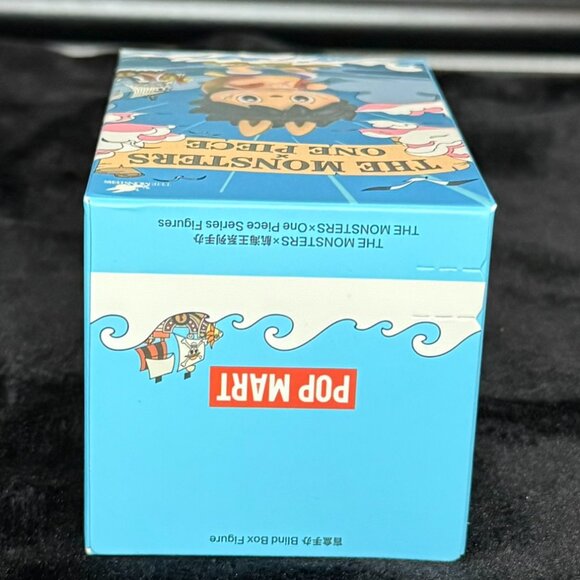 盲盒手办 Blind Box Figure
POP MART
THE MONSTERS×航海王系列手办
THE MONSTERS×One Piece Series Figures
THE MONSTERS
×
ONE PIECE